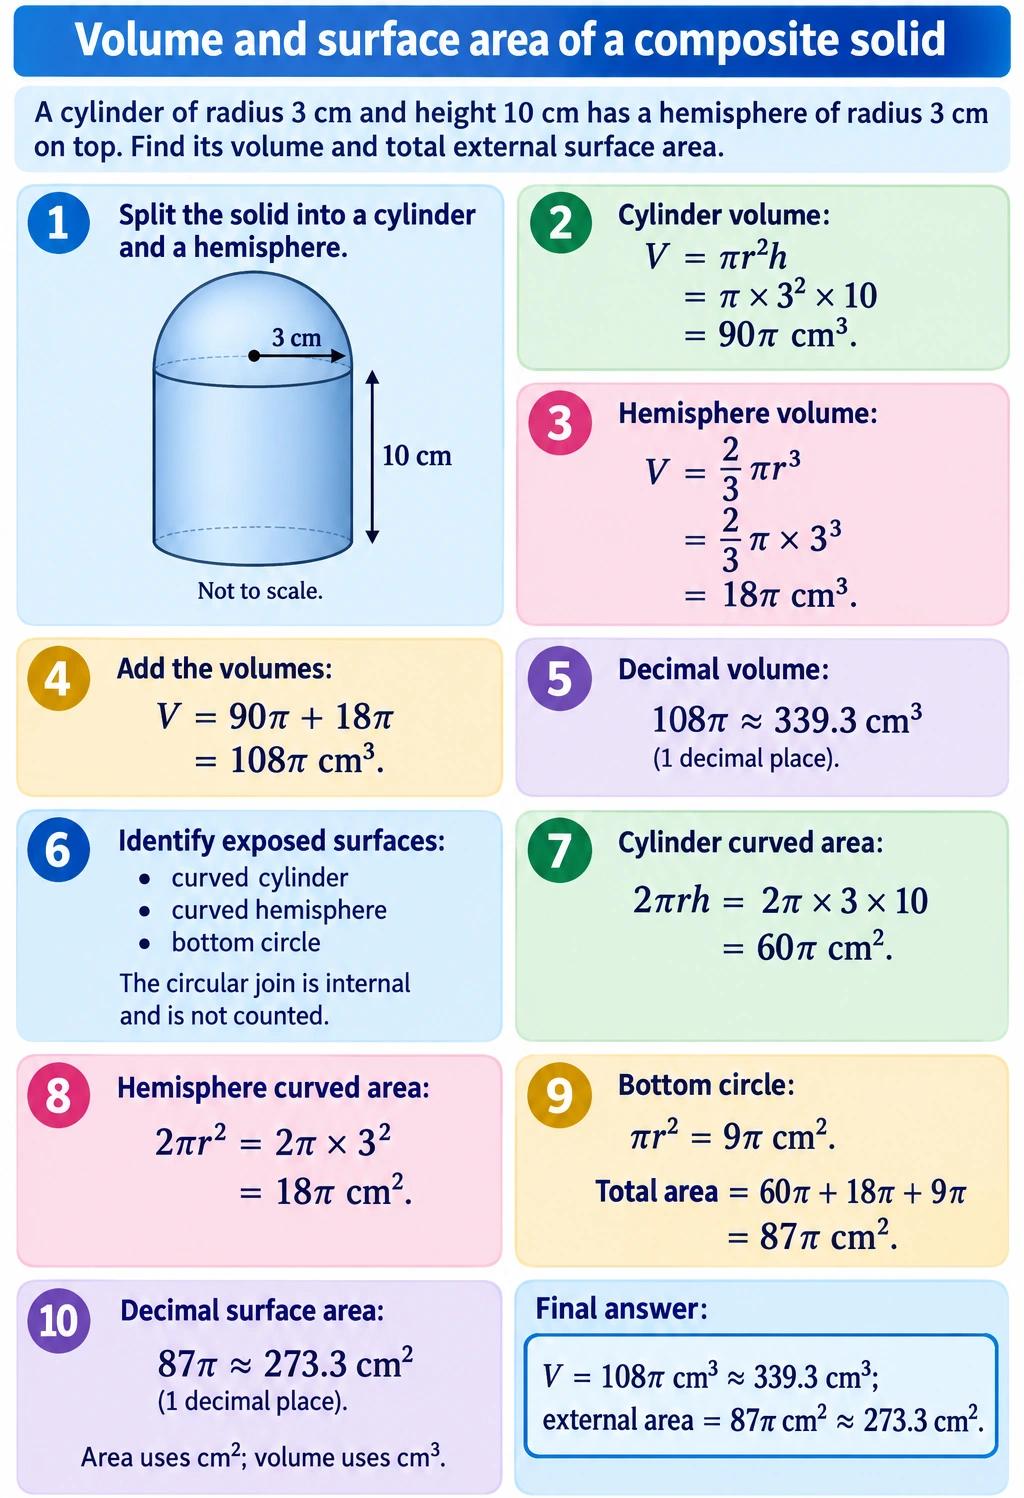 Volume and surface area of a composite solid
A cylinder of radius 3 cm and height 10 cm has a hemisphere of radius 3 cm
on top. Find its volume and total external surface area.
1
Split the solid into a cylinder
and a hemisphere.
3 cm
10 cm
Not to scale.
2
Cylinder volume:
V = πr²h
= π × 3² × 10
= 90π cm³.
3
Hemisphere volume:
V = 2/3 πr³
= 2/3 π × 3³
= 18π cm³.
4
Add the volumes:
V = 90π + 18π
= 108π cm³.
5
Decimal volume:
108π ≈ 339.3 cm³
(1 decimal place).
6
Identify exposed surfaces:
• curved cylinder
• curved hemisphere
• bottom circle
The circular join is internal
and is not counted.
7
Cylinder curved area:
2πrh = 2π × 3 × 10
= 60π cm².
8
Hemisphere curved area:
2πr² = 2π × 3²
= 18π cm².
9
Bottom circle:
πr² = 9π cm².
Total area = 60π + 18π + 9π
= 87π cm².
10
Decimal surface area:
87π ≈ 273.3 cm²
(1 decimal place).
Area uses cm²; volume uses cm³.
Final answer:
V = 108π cm³ ≈ 339.3 cm³;
external area = 87π cm² ≈ 273.3 cm².